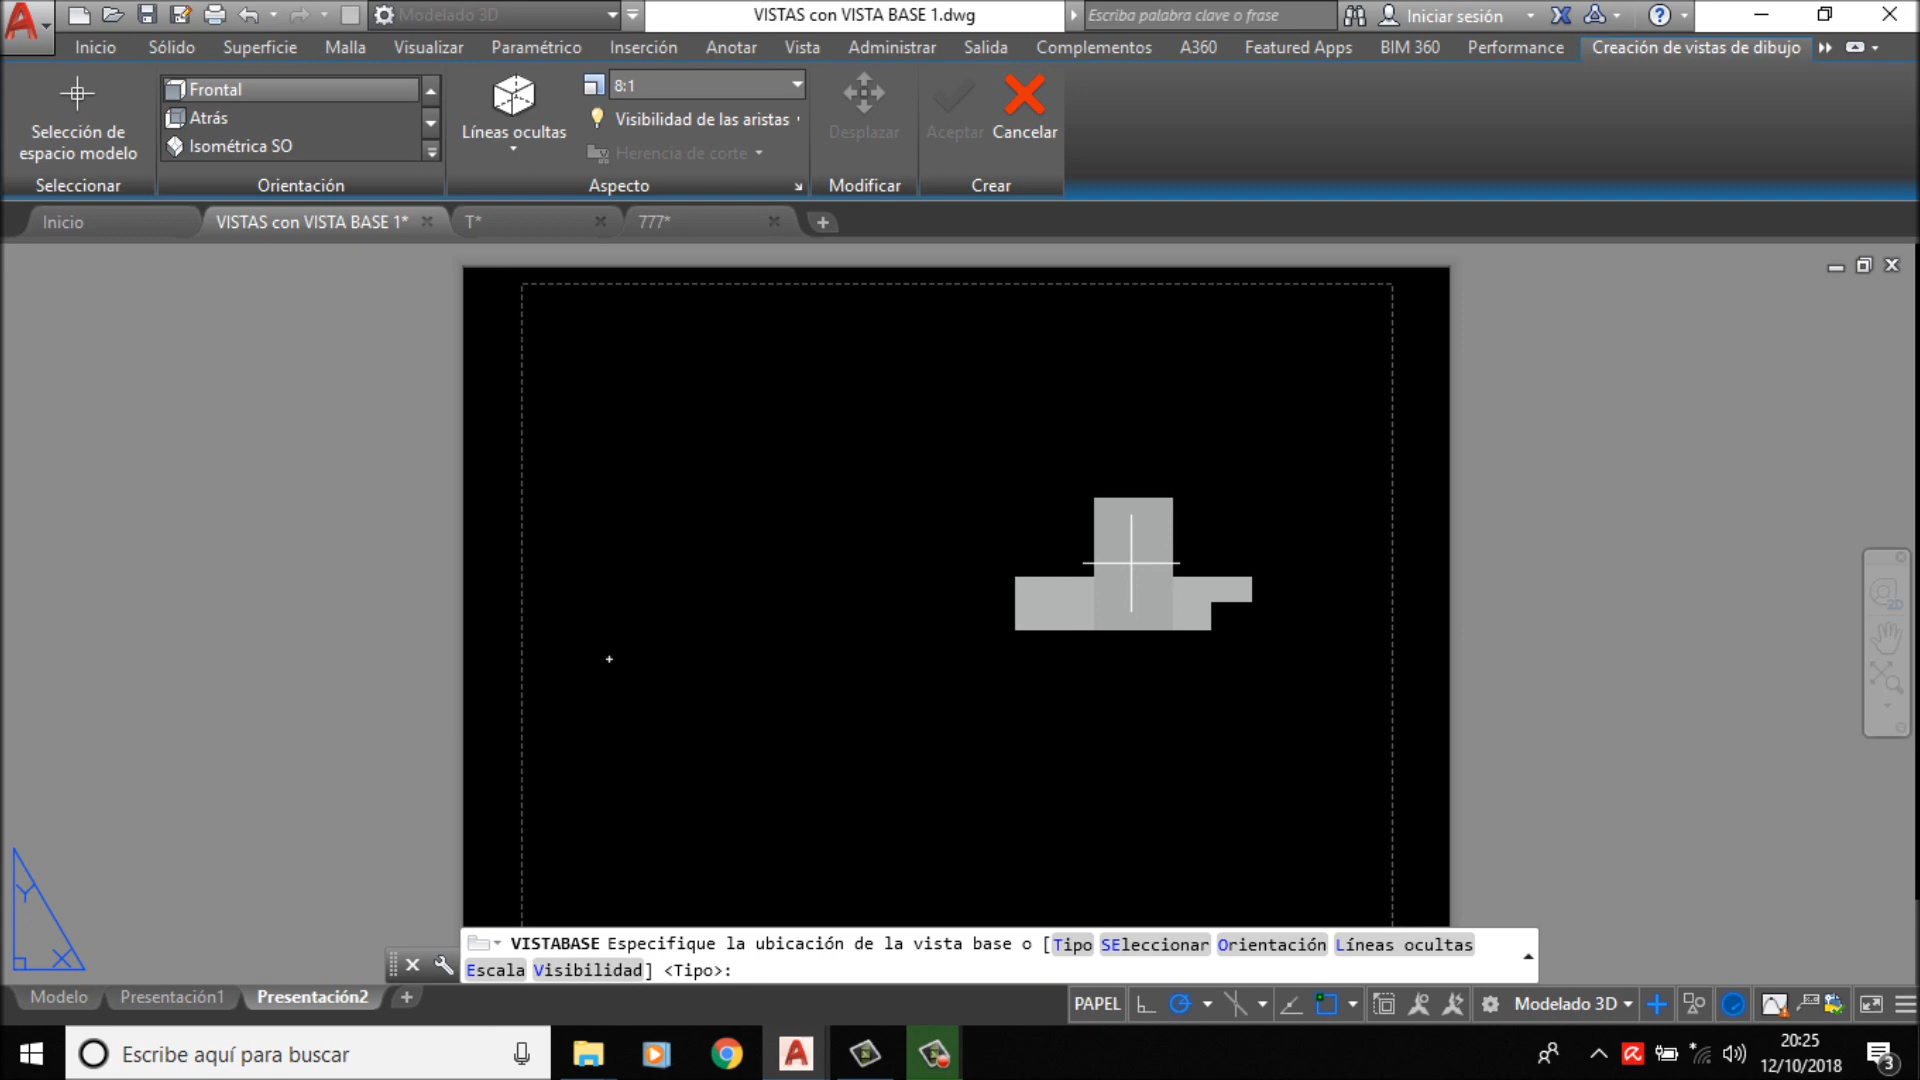 Modelado 3D
VISTAS con VISTA BASE 1.dwg
Escriba palabra clave o frase
Iniciar sesión
Inicio
Sólido
Superficie
Malla
Visualizar
Paramétrico
Inserción
Anotar
Vista
Administrar
Salida
Complementos
A360
Featured Apps
BIM 360
Performance
Creación de vistas de dibujo
Selección de
espacio modelo
Seleccionar
Frontal
Atrás
Isométrica SO
Orientación
Líneas ocultas
8:1
Visibilidad de las aristas
Herencia de corte
Aspecto
Desplazar
Modificar
Aceptar
Cancelar
Crear
Inicio
VISTAS con VISTA BASE 1*
T*
777*
2D
Y
X
VISTABASE Especifique la ubicación de la vista base o [Tipo SEleccionar Orientación Líneas ocultas
Escala Visibilidad] <Tipo>:
Modelo
Presentación1
Presentación2
PAPEL
Modelado 3D
Escribe aquí para buscar
20:25
12/10/2018
3